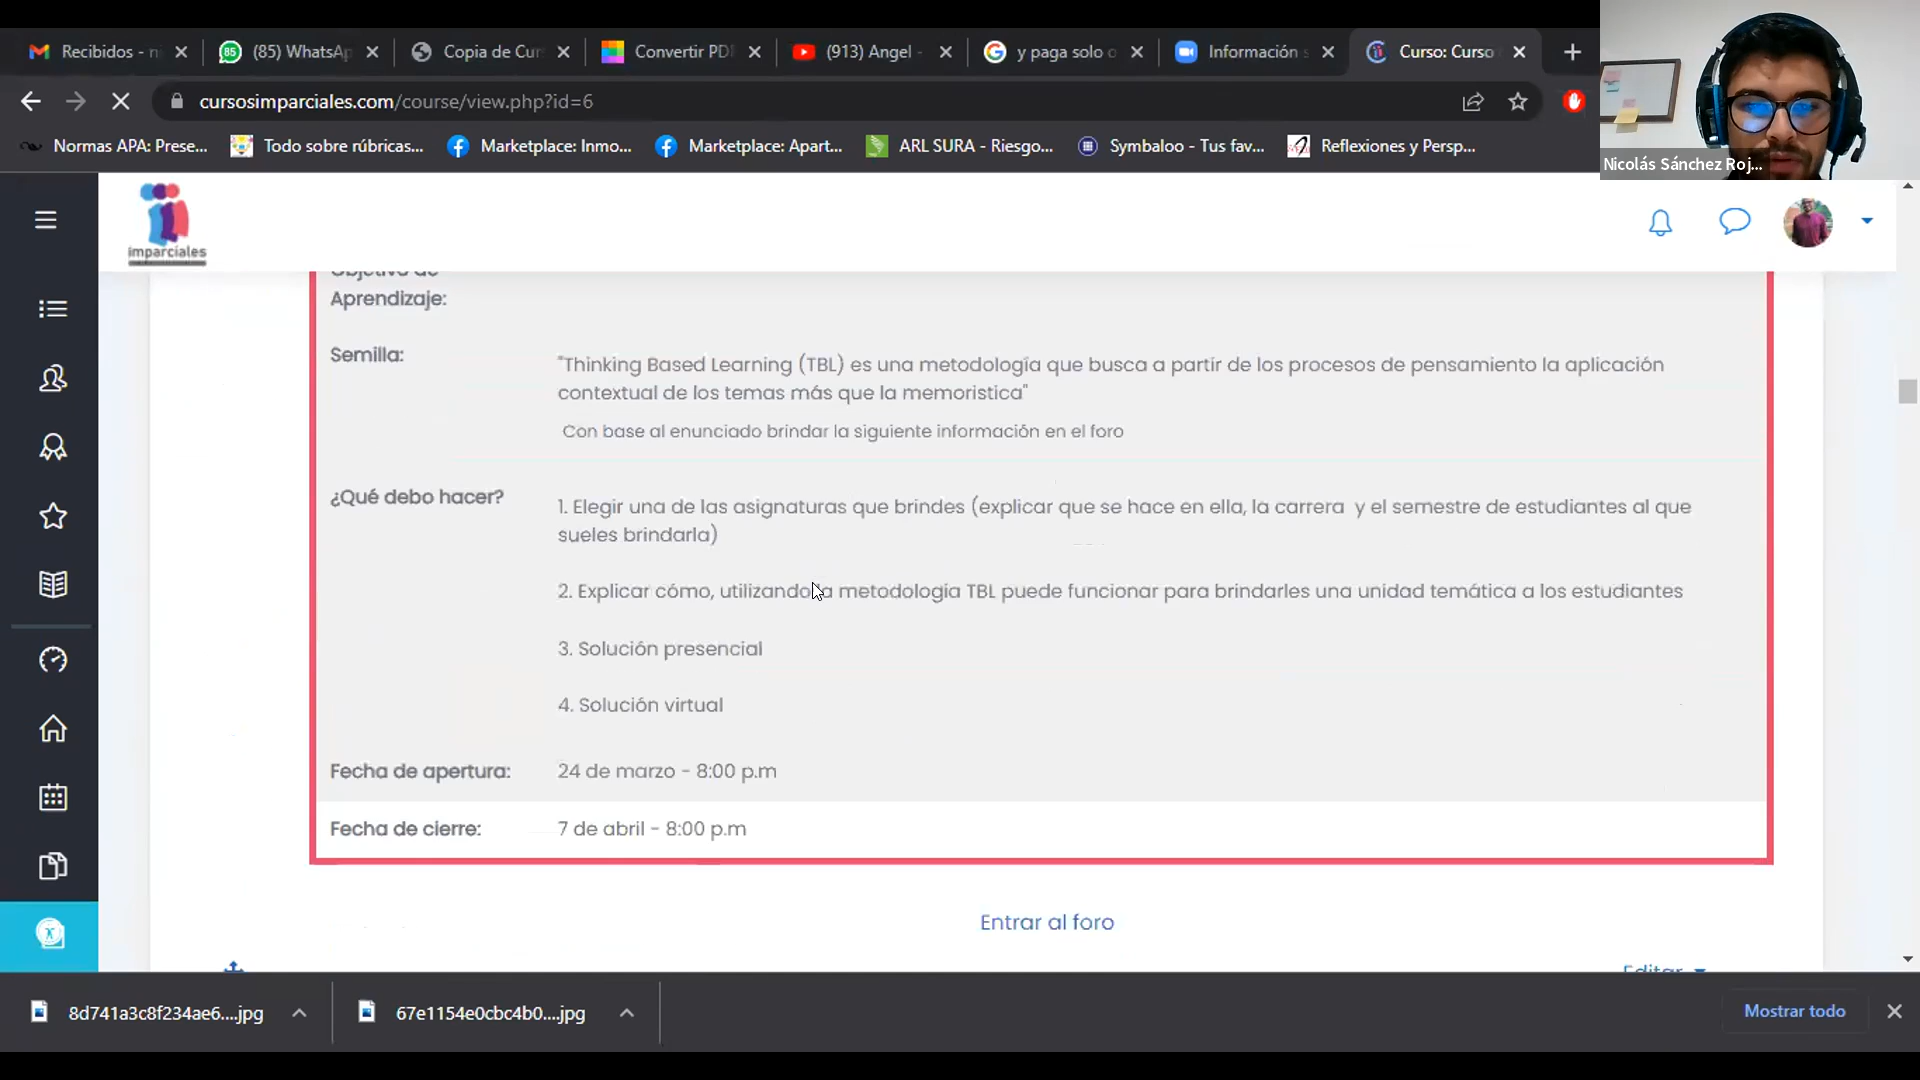 Recibidos - n
(85) WhatsAp
Copia de Cur
Convertir PDF
(913) Angel -
y paga solo o
Información s
Curso: Curso
cursosimparciales.com/course/view.php?id=6
Normas APA: Prese...
Todo sobre rúbricas...
Marketplace: Inmo...
Marketplace: Apart...
ARL SURA - Riesgo...
Symbaloo - Tus fav...
Reflexiones y Persp...
Nicolás Sánchez Roj...
imparciales
Objetivo de
Aprendizaje:
Semilla:
"Thinking Based Learning (TBL) es una metodología que busca a partir de los procesos de pensamiento la aplicación
contextual de los temas más que la memoristica"
Con base al enunciado brindar la siguiente información en el foro
¿Qué debo hacer?
1. Elegir una de las asignaturas que brindes (explicar que se hace en ella, la carrera y el semestre de estudiantes al que
sueles brindarla)
2. Explicar cómo, utilizando la metodologia TBL puede funcionar para brindarles una unidad temática a los estudiantes
3. Solución presencial
4. Solución virtual
Fecha de apertura:
24 de marzo - 8:00 p.m
Fecha de cierre:
7 de abril - 8:00 p.m
Entrar al foro
Editar
8d741a3c8f234ae6....jpg
67e1154e0cbc4b0....jpg
Mostrar todo